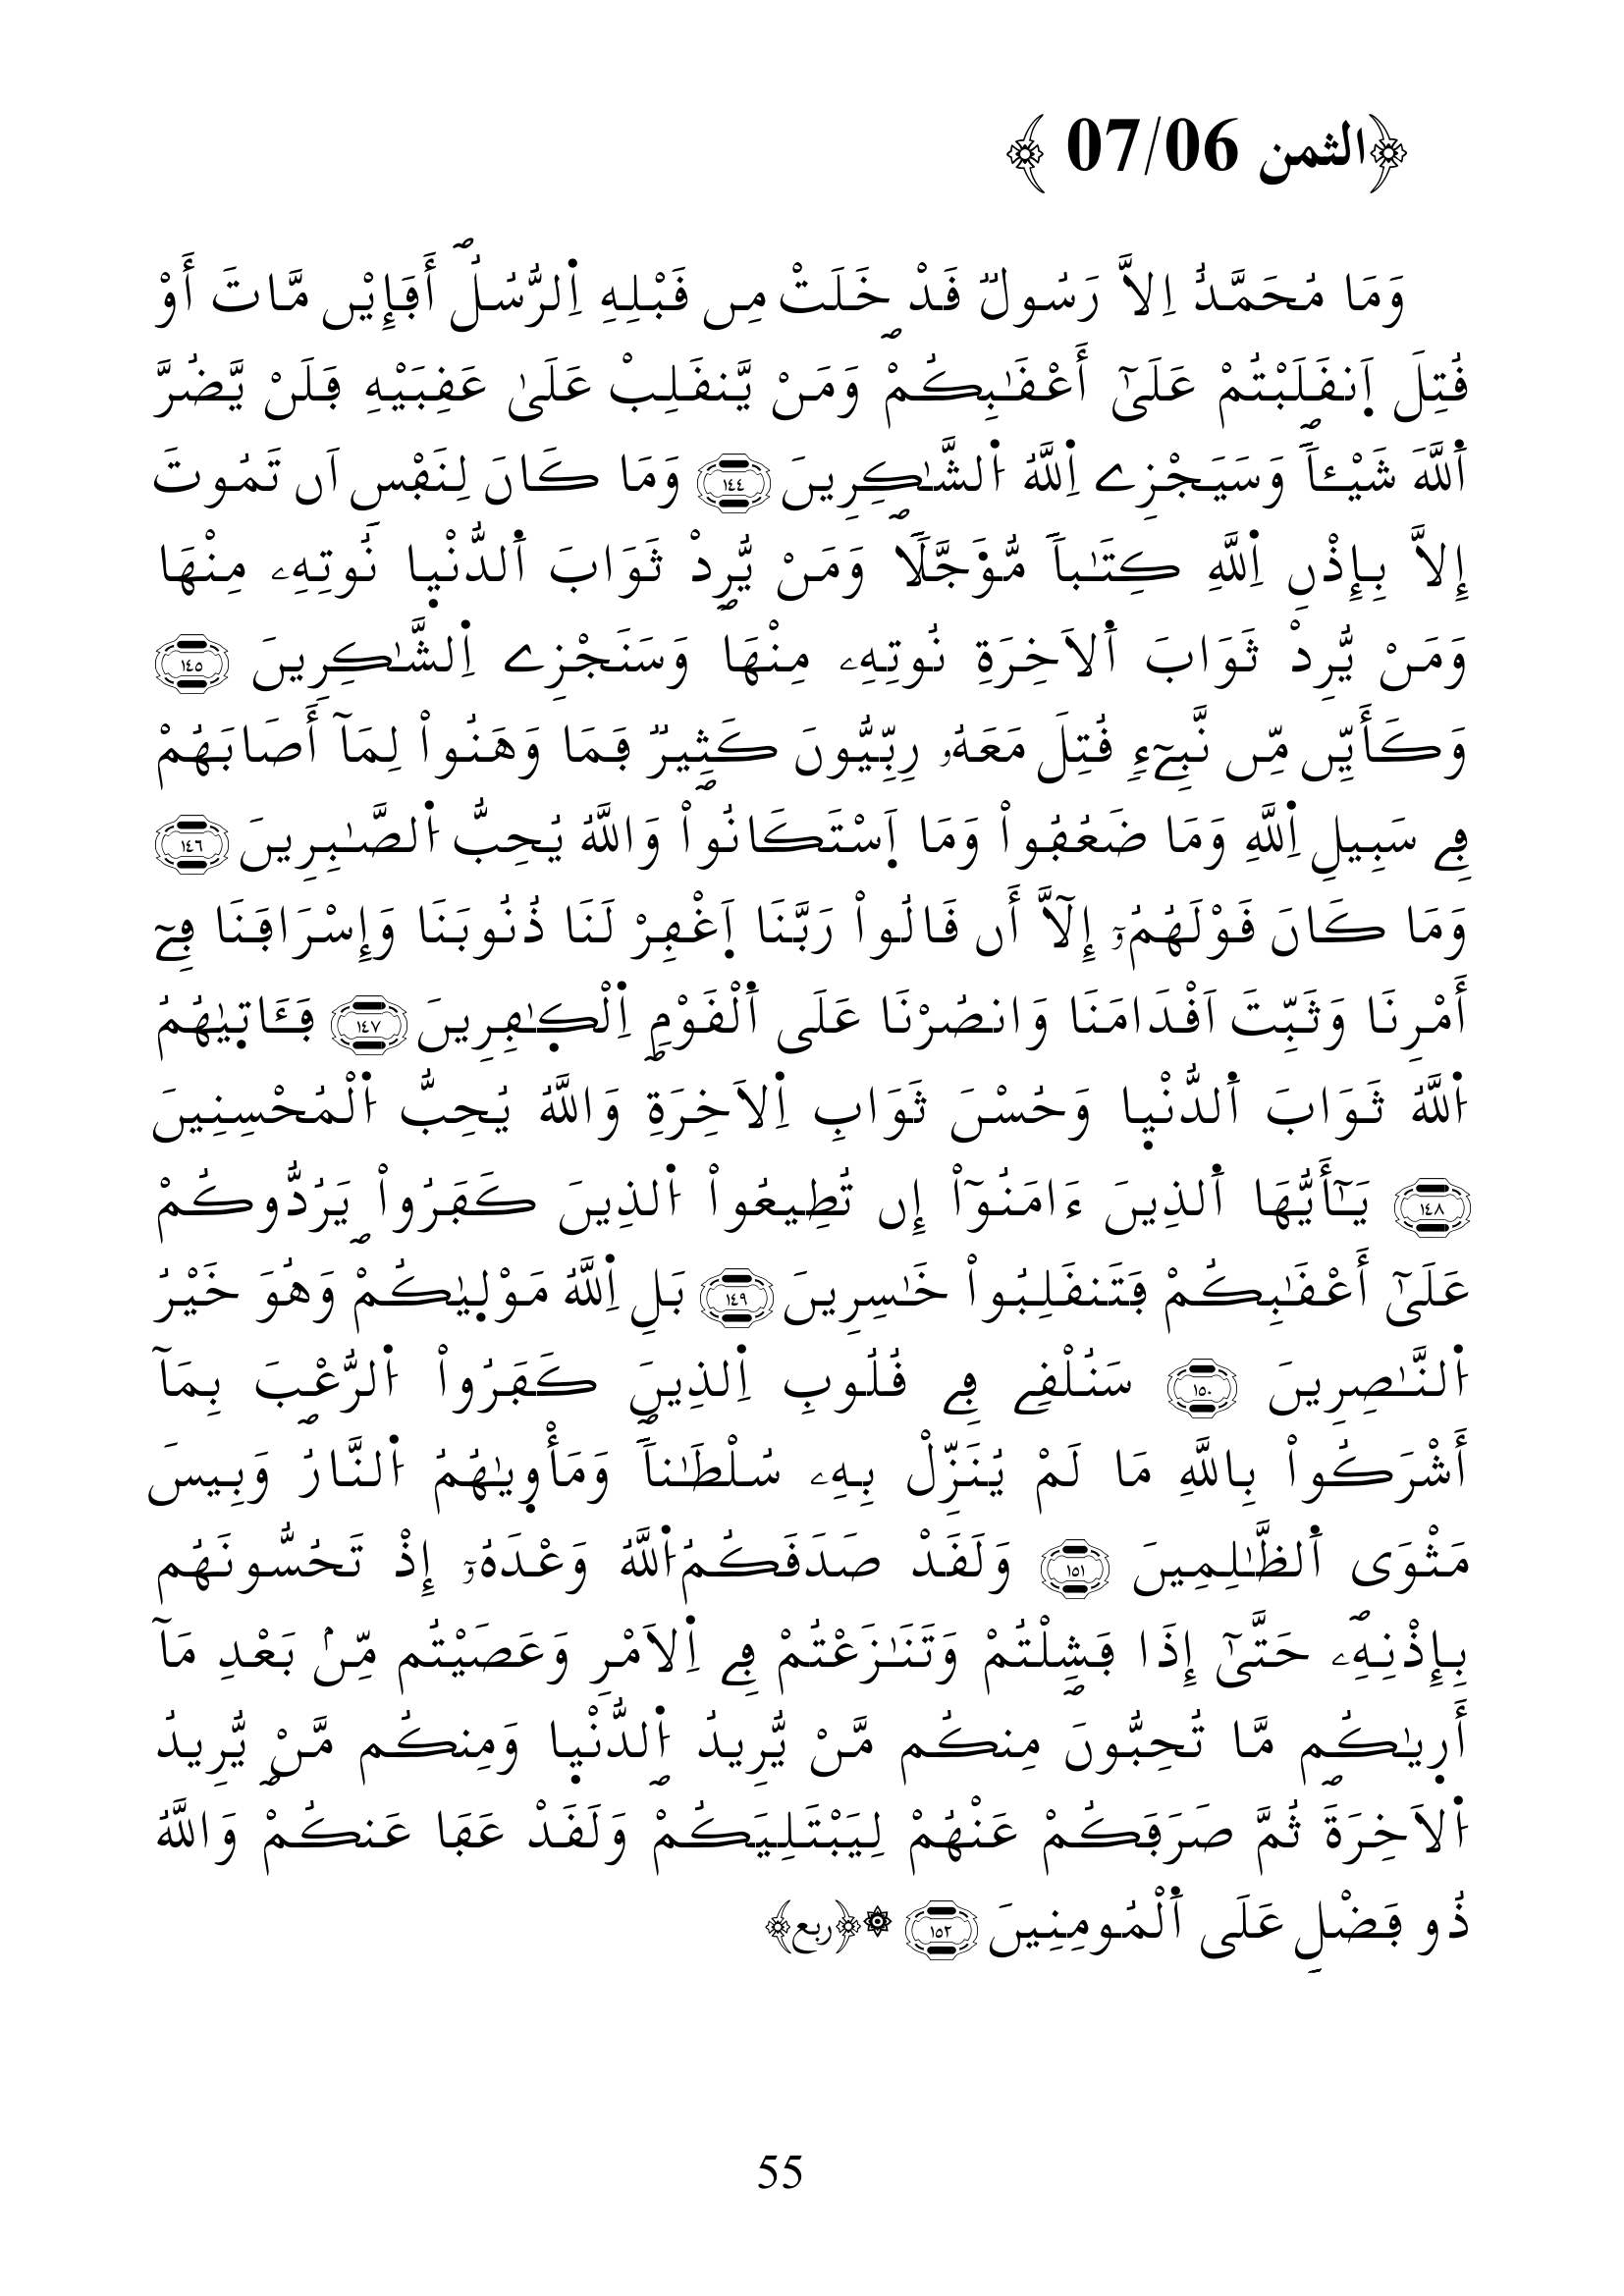 ﴿الثمن 07/06 ﴾
وَمَا مُحَمَّدٌ اِلَّا رَسُولٌ قَدْ خَلَتْ مِن قَبْلِهِ اِ۬لرُّسُلُۖ أَفَإِيْن مَّاتَ أَوْ
قُتِلَ اَ۪نقَلَبْتُمْ عَلَىٰٓ أَعْقَٰبِكُمْۖ وَمَنْ يَّنقَلِبْ عَلَىٰ عَقِبَيْهِ فَلَنْ يَّضُرَّ
اَ۬للَّهَ شَيْـٔاٗۖ وَسَيَجْزِے اِ۬للَّهُ اُ۬لشَّٰكِرِينَۖ ١٤٤ وَمَا كَانَ لِنَفْسٍ اَن تَمُوتَ
إِلَّا بِإِذْنِ اِ۬للَّهِ كِتَٰباٗ مُّؤَجَّلاٗۖ وَمَنْ يُّرِدْ ثَوَابَ اَ۬لدُّنْي۪ا نُوتِهِۦ مِنْهَا
وَمَنْ يُّرِدْ ثَوَابَ اَ۬لَاخِرَةِ نُوتِهِۦ مِنْهَا وَسَنَجْزِے اِ۬لشَّٰكِرِينَ ١٤٥
وَكَأَيِّن مِّن نَّبِےٓءٖ قُتِلَ مَعَهُۥ رِبِّيُّونَ كَثِيرٞۖ فَمَا وَهَنُواْ لِمَآ أَصَابَهُمْ
فِے سَبِيلِ اِ۬للَّهِ وَمَا ضَعُفُواْ وَمَا اَ۪سْتَكَانُواْ وَاللَّهُ يُحِبُّ اُ۬لصَّٰبِرِينَ ١٤٦
وَمَا كَانَ قَوْلَهُمُۥٓ إِلَّآ أَن قَالُواْ رَبَّنَا اَ۪غْفِرْ لَنَا ذُنُوبَنَا وَإِسْرَافَنَا فِےٓ
أَمْرِنَا وَثَبِّتَ اَقْدَامَنَا وَانصُرْنَا عَلَى اَ۬لْقَوْمِ اِ۬لْكٰ۪فِرِينَۖ ١٤٧ فَـَٔات۪يٰهُمُ
اُ۬للَّهُ ثَوَابَ اَ۬لدُّنْي۪ا وَحُسْنَ ثَوَابِ اِ۬لَاخِرَةِ وَاللَّهُ يُحِبُّ اُ۬لْمُحْسِنِينَ
١٤٨ يَٰٓأَيُّهَا اَ۬لذِينَ ءَامَنُوٓاْ إِن تُطِيعُواْ اُ۬لذِينَ كَفَرُواْ يَرُدُّوكُمْ
عَلَىٰٓ أَعْقَٰبِكُمْ فَتَنقَلِبُواْ خَٰسِرِينَ ١٤٩ بَلِ اِ۬للَّهُ مَوْل۪يٰكُمْ وَهُوَ خَيْرُ
اُ۬لنَّٰصِرِينَ ١٥٠ سَنُلْقِے فِے قُلُوبِ اِ۬لذِينَ كَفَرُواْ اُ۬لرُّعْبَ بِمَآ
أَشْرَكُواْ بِاللَّهِ مَا لَمْ يُنَزِّلْ بِهِۦ سُلْطَٰناٗۖ وَمَأْو۪يٰهُمُ اُ۬لنَّارُ وَبِيسَ
مَثْوَى اَ۬لظَّٰلِمِينَ ١٥١ وَلَقَدْ صَدَقَكُمُ اُ۬للَّهُ وَعْدَهُۥٓ إِذْ تَحُسُّونَهُم
بِإِذْنِهِۦۖ حَتَّىٰٓ إِذَا فَشِلْتُمْ وَتَنَٰزَعْتُمْ فِے اِ۬لَامْرِ وَعَصَيْتُم مِّنۢ بَعْدِ مَآ
أَر۪يٰكُم مَّا تُحِبُّونَۖ مِنكُم مَّنْ يُّرِيدُ اُ۬لدُّنْي۪اۖ وَمِنكُم مَّنْ يُّرِيدُ
اُ۬لَاخِرَةَۖ ثُمَّ صَرَفَكُمْ عَنْهُمْ لِيَبْتَلِيَكُمْ وَلَقَدْ عَفَا عَنكُمْ وَاللَّهُ
ذُو فَضْلٍ عَلَى اَ۬لْمُومِنِينَۖ ١٥٢ ۞﴿ربع﴾
55